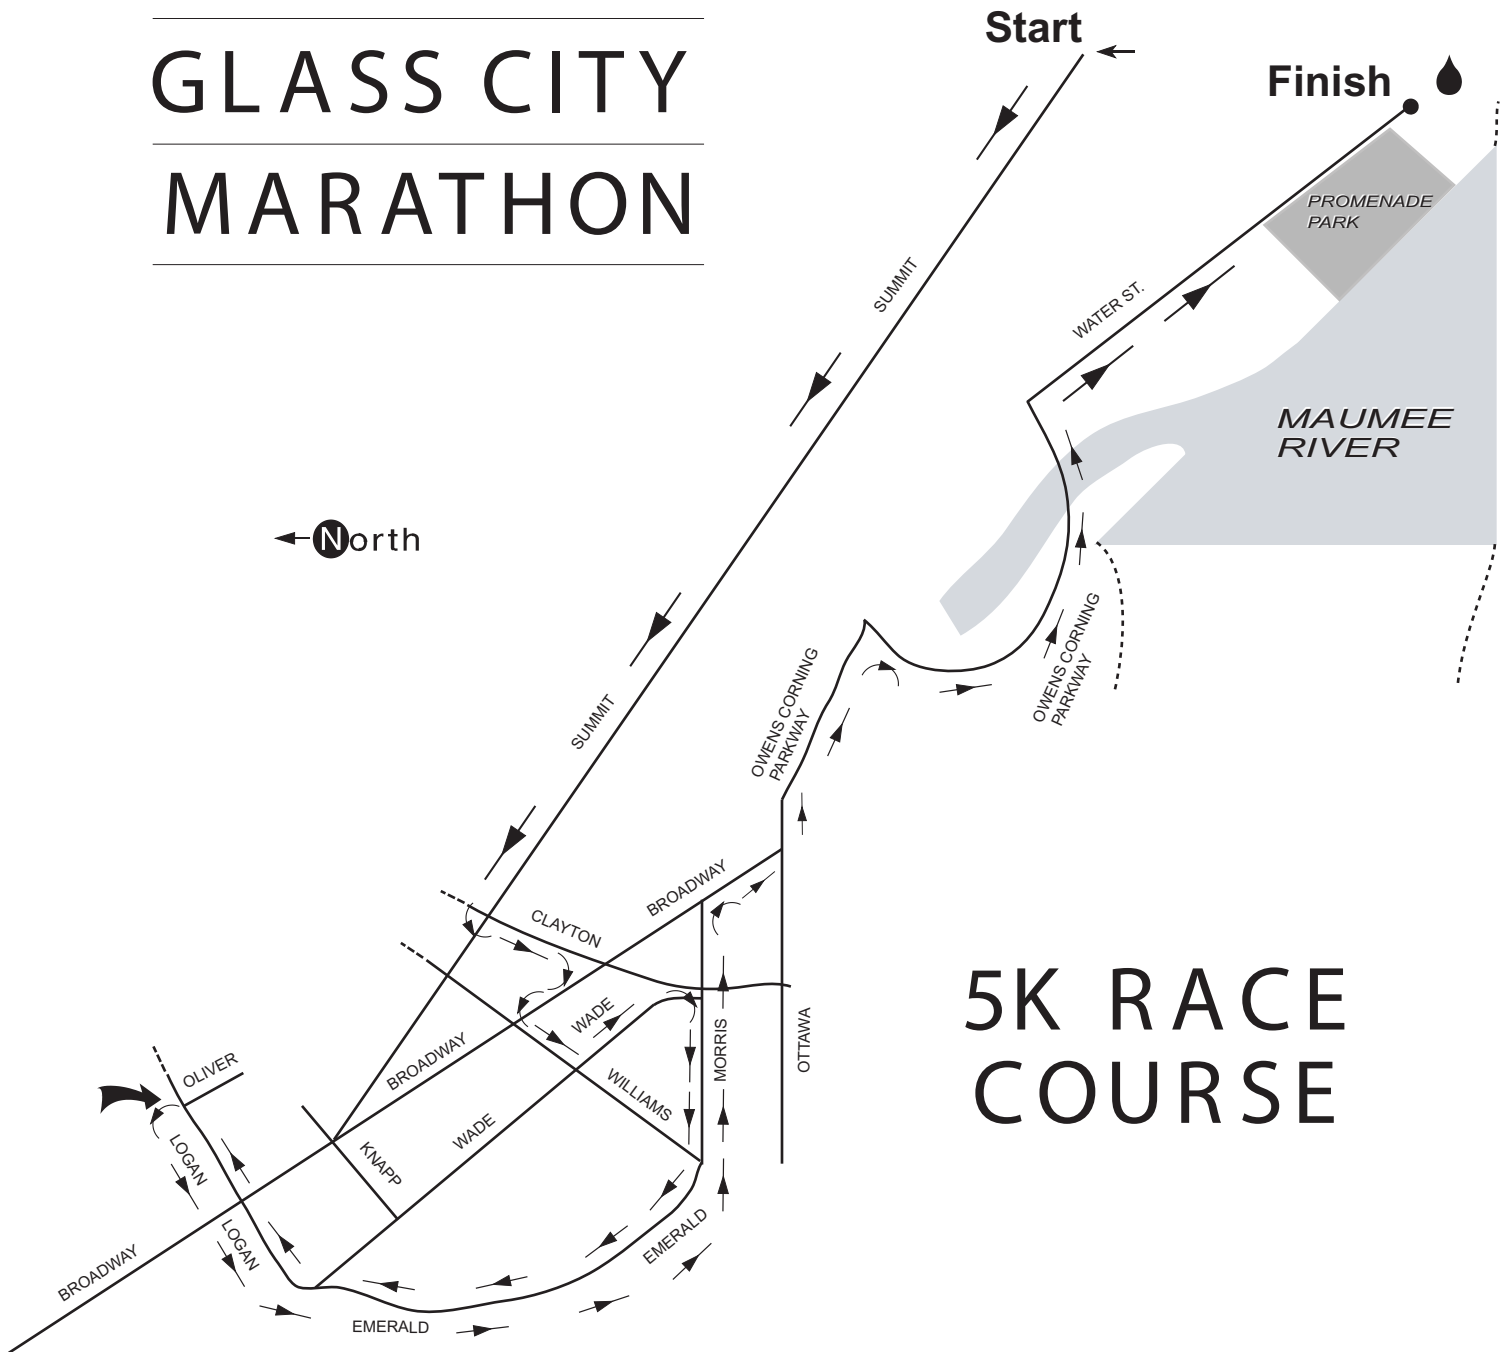 GLASS CITY
MARATHON
Start
Finish
PROMENADE
PARK
SUMMIT
WATER ST.
MAUMEE
RIVER
North
OWENS CORNING
PARKWAY
OWENS CORNING
PARKWAY
SUMMIT
BROADWAY
CLAYTON
WADE
BROADWAY
MORRIS
OTTAWA
5K RACE
COURSE
OLIVER
WILLIAMS
WADE
KNAPP
LOGAN
LOGAN
EMERALD
BROADWAY
EMERALD